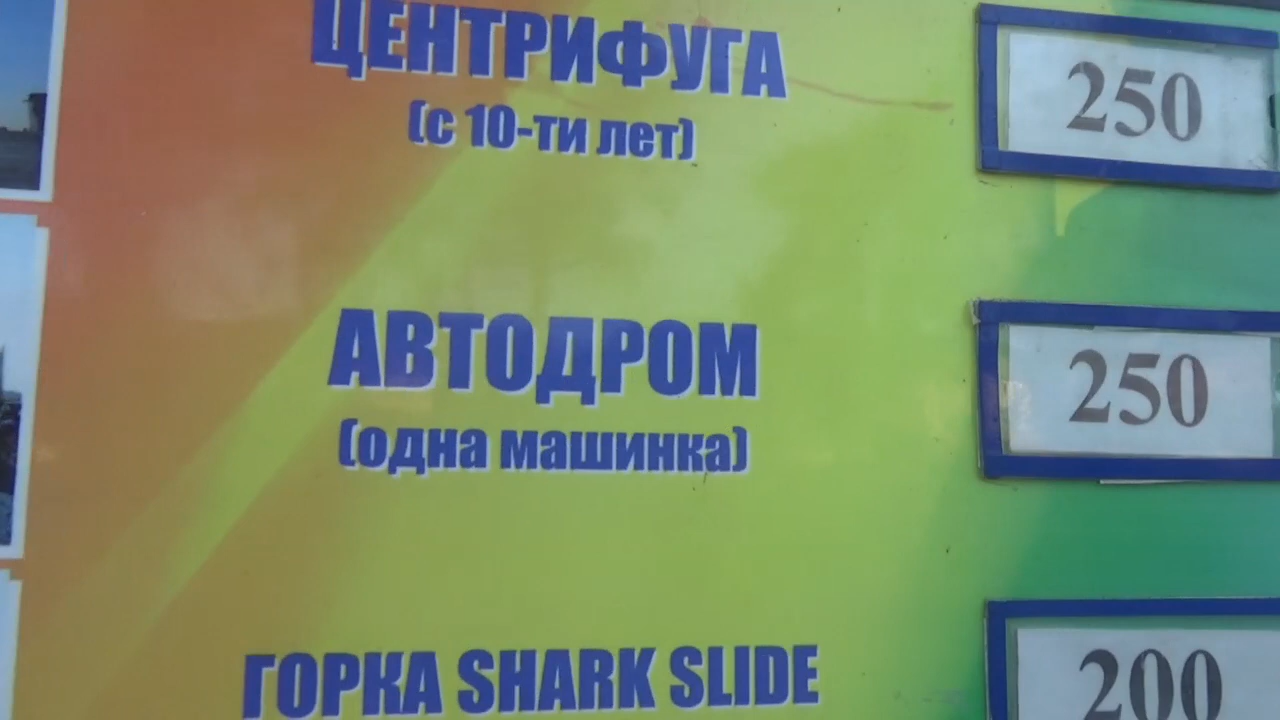 ЦЕНТРИФУГА
(с 10-ти лет)
250
АВТОДРОМ
(одна машинка)
250
ГОРКА SHARK SLIDE
200